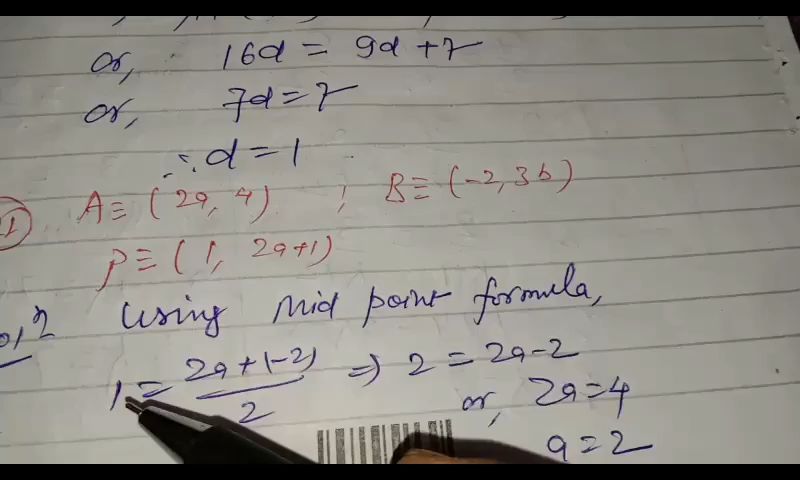 or, 16d = 9d + 7
or, 7d = 7
∴ d = 1
A ≡ (2a, 4) ; B ≡ (-2, 3b)
P ≡ (1, 2a+1)
Using Mid point formula,
1 = 2a + (-2) / 2 ⇒ 2 = 2a - 2
or, 2a = 4
a = 2